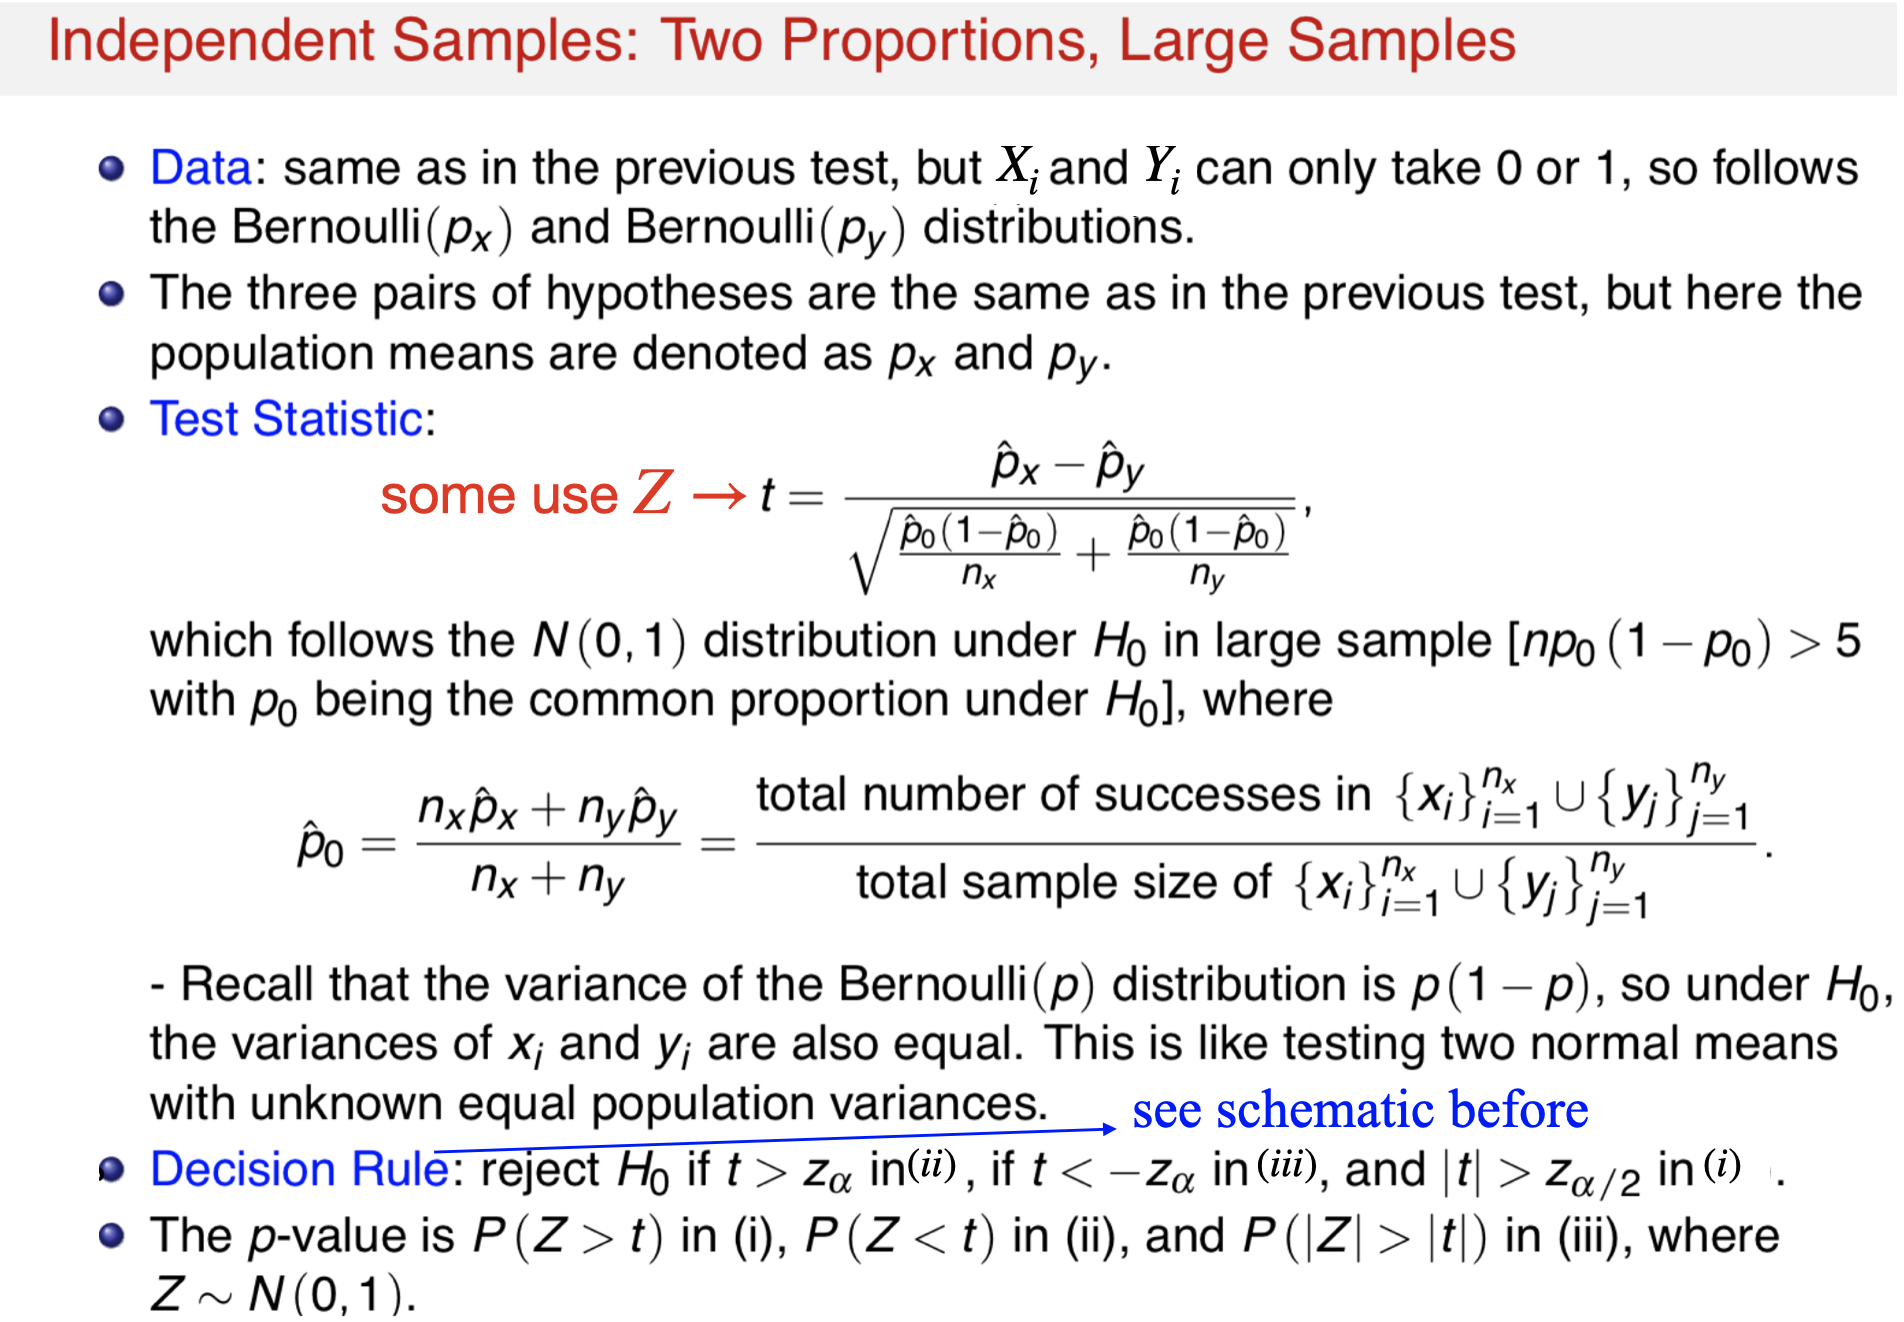 Independent Samples: Two Proportions, Large Samples
Data: same as in the previous test, but X_i and Y_i can only take 0 or 1, so follows
the Bernoulli(p_x) and Bernoulli(p_y) distributions.
The three pairs of hypotheses are the same as in the previous test, but here the
population means are denoted as p_x and p_y.
Test Statistic:
some use Z → t = \frac{\hat{p}_x − \hat{p}_y}{\sqrt{\frac{\hat{p}_0(1−\hat{p}_0)}{n_x} + \frac{\hat{p}_0(1−\hat{p}_0)}{n_y}}},
which follows the N(0, 1) distribution under H_0 in large sample [np_0(1 − p_0) > 5
with p_0 being the common proportion under H_0], where
\hat{p}_0 = \frac{n_x\hat{p}_x + n_y\hat{p}_y}{n_x + n_y} = \frac{total number of successes in \{x_i\}_{i=1}^{n_x} ∪ \{y_j\}_{j=1}^{n_y}}{total sample size of \{x_i\}_{i=1}^{n_x} ∪ \{y_j\}_{j=1}^{n_y}}.
- Recall that the variance of the Bernoulli(p) distribution is p(1 − p), so under H_0,
the variances of x_i and y_i are also equal. This is like testing two normal means
with unknown equal population variances.
see schematic before
Decision Rule: reject H_0 if t > z_α in (ii), if t < −z_α in (iii), and |t| > z_{α/2} in (i) .
The p-value is P(Z > t) in (i), P(Z < t) in (ii), and P(|Z| > |t|) in (iii), where
Z ∼ N(0, 1).